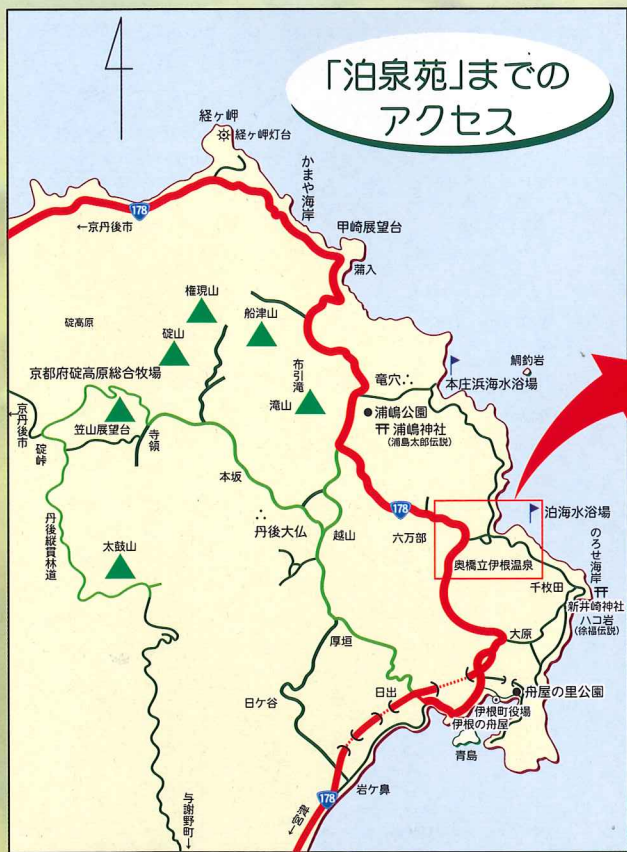 「泊泉苑」までの
アクセス
経ヶ岬
経ヶ岬灯台
かまや海岸
178
←京丹後市
甲崎展望台
蒲入
権現山
碇高原
碇山
船津山
布引滝
滝山
竜穴
本庄浜海水浴場
鯛釣岩
京都府碇高原総合牧場
浦嶋公園
浦嶋神社
(浦島太郎伝説)
←京丹後市
碇峠
笠山展望台
寺領
本坂
丹後縦貫林道
太鼓山
丹後大仏
越山
178
六万部
泊海水浴場
のろせ海岸
奥橋立伊根温泉
千枚田
新井崎神社
ハコ岩
(徐福伝説)
大原
厚垣
日ケ谷
日出
舟屋の里公園
伊根町役場
伊根の舟屋
青島
岩ケ鼻
178
与謝野町→